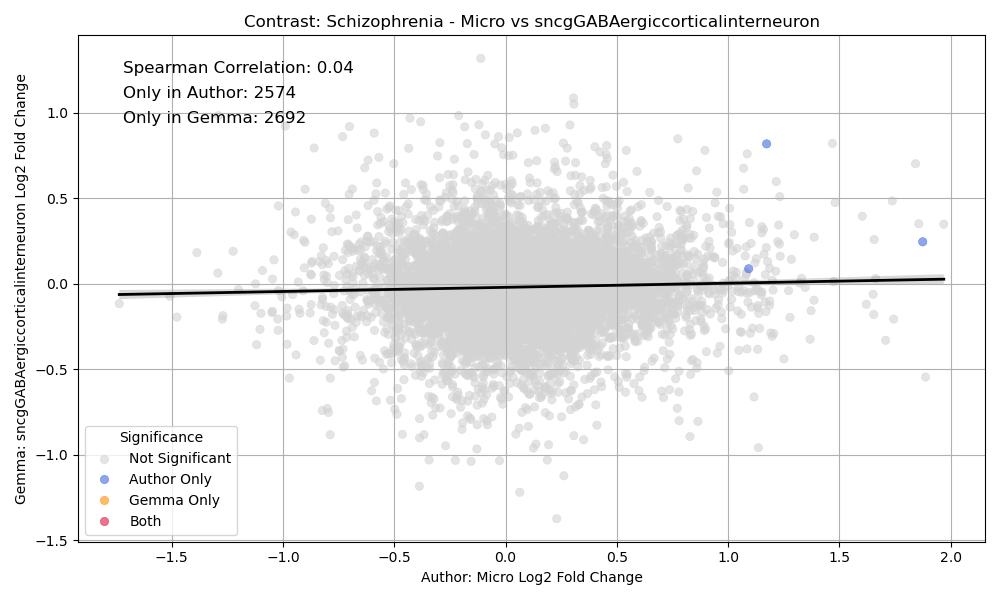 Contrast: Schizophrenia - Micro vs sncgGABAergiccorticalinterneuron
Spearman Correlation: 0.04
Only in Author: 2574
Only in Gemma: 2692
Gemma: sncgGABAergiccorticalinterneuron Log2 Fold Change
1.0
0.5
0.0
−0.5
−1.0
−1.5
Significance
Not Significant
Author Only
Gemma Only
Both
−1.5 −1.0 −0.5 0.0 0.5 1.0 1.5 2.0
Author: Micro Log2 Fold Change